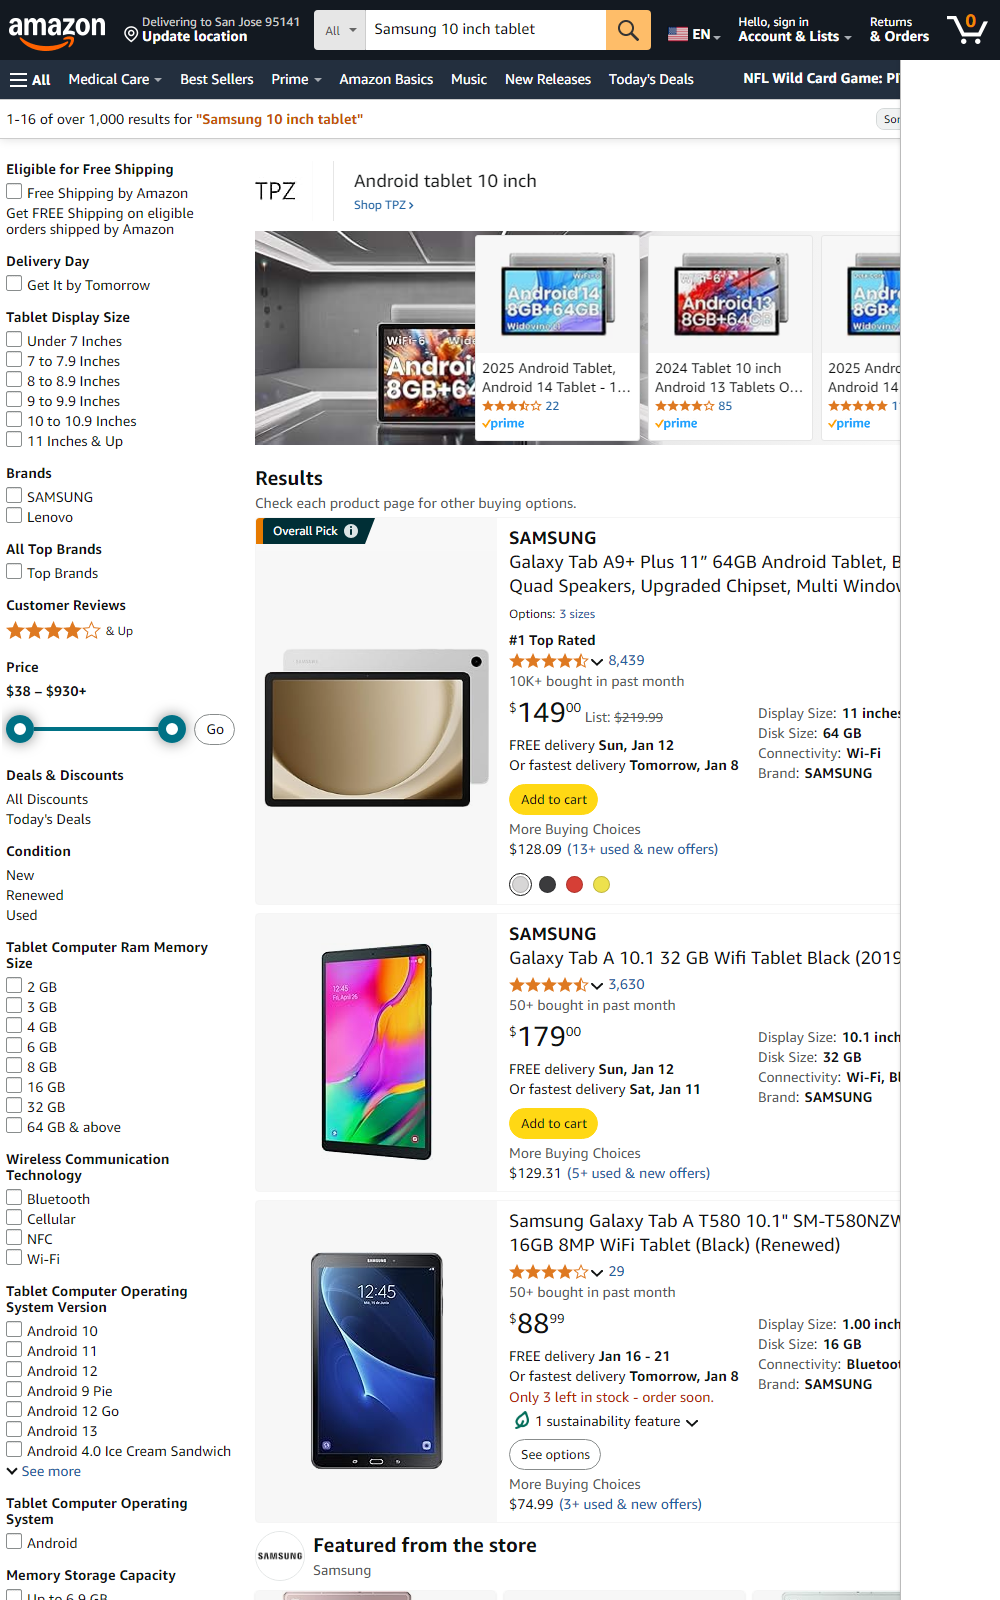 amazon
Delivering to San Jose 95141
Update location
All
Samsung 10 inch tablet
EN
Hello, sign in
Account & Lists
Returns
& Orders
0
All
Medical Care
Best Sellers
Prime
Amazon Basics
Music
New Releases
Today's Deals
NFL Wild Card Game:
1-16 of over 1,000 results for "Samsung 10 inch tablet"
Eligible for Free Shipping
Free Shipping by Amazon
Get FREE Shipping on eligible
orders shipped by Amazon
Delivery Day
Get It by Tomorrow
Tablet Display Size
Under 7 Inches
7 to 7.9 Inches
8 to 8.9 Inches
9 to 9.9 Inches
10 to 10.9 Inches
11 Inches & Up
Brands
SAMSUNG
Lenovo
All Top Brands
Top Brands
Customer Reviews
& Up
Price
$38 – $930+
Go
Deals & Discounts
All Discounts
Today's Deals
Condition
New
Renewed
Used
Tablet Computer Ram Memory
Size
2 GB
3 GB
4 GB
6 GB
8 GB
16 GB
32 GB
64 GB & above
Wireless Communication
Technology
Bluetooth
Cellular
NFC
Wi-Fi
Tablet Computer Operating
System Version
Android 10
Android 11
Android 12
Android 9 Pie
Android 12 Go
Android 13
Android 4.0 Ice Cream Sandwich
See more
Tablet Computer Operating
System
Android
Memory Storage Capacity
Up to 6.9 GB
TPZ
Android tablet 10 inch
Shop TPZ ›
WiFi-6
Android 14
8GB+64GB
Widevine
2025 Android Tablet,
Android 14 Tablet - 1...
22
prime
WiFi-6
Android 13
8GB+64GB
2024 Tablet 10 inch
Android 13 Tablets O...
85
prime
2025
Android 14
prime
Results
Check each product page for other buying options.
Overall Pick
SAMSUNG
Galaxy Tab A9+ Plus 11” 64GB Android Tablet,
Quad Speakers, Upgraded Chipset, Multi
Options: 3 sizes
#1 Top Rated
8,439
10K+ bought in past month
$149.00 List: $219.99
FREE delivery Sun, Jan 12
Or fastest delivery Tomorrow, Jan 8
Add to cart
More Buying Choices
$128.09 (13+ used & new offers)
Display Size: 11 inches
Disk Size: 64 GB
Connectivity: Wi-Fi
Brand: SAMSUNG
12:45
Fri, April 26
SAMSUNG
Galaxy Tab A 10.1 32 GB Wifi Tablet Black (2019
3,630
50+ bought in past month
$179.00
FREE delivery Sun, Jan 12
Or fastest delivery Sat, Jan 11
Add to cart
More Buying Choices
$129.31 (5+ used & new offers)
Display Size: 10.1 inch
Disk Size: 32 GB
Connectivity: Wi-Fi,
Brand: SAMSUNG
SAMSUNG
12:45
Samsung Galaxy Tab A T580 10.1" SM-T580NZW
16GB 8MP WiFi Tablet (Black) (Renewed)
29
50+ bought in past month
$88.99
FREE delivery Jan 16 - 21
Or fastest delivery Tomorrow, Jan 8
Only 3 left in stock - order soon.
1 sustainability feature
See options
More Buying Choices
$74.99 (3+ used & new offers)
Display Size: 1.00 inch
Disk Size: 16 GB
Connectivity:
Brand: SAMSUNG
SAMSUNG
Featured from the store
Samsung